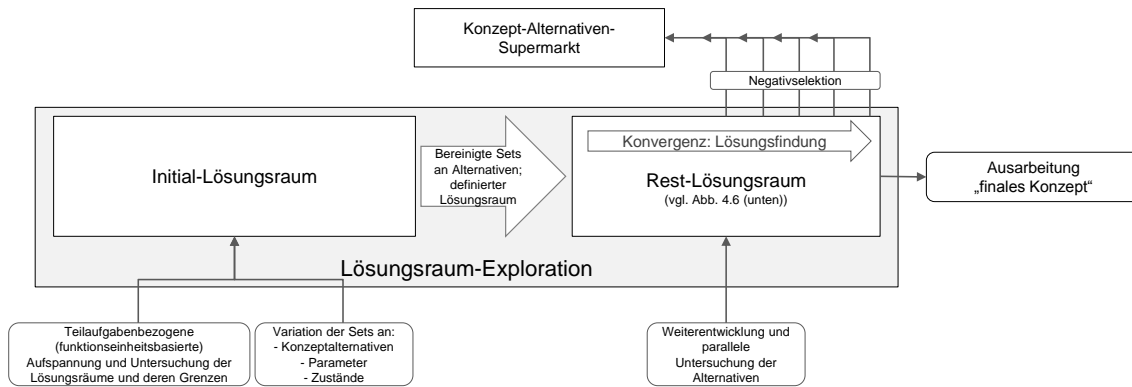 Konzept-Alternativen-
Supermarkt
Negativselektion
Initial-Lösungsraum
Bereinigte Sets
an Alternativen;
definierter
Lösungsraum
Konvergenz: Lösungsfindung
Rest-Lösungsraum
(vgl. Abb. 4.6 (unten))
Ausarbeitung
„finales Konzept“
Lösungsraum-Exploration
Teilaufgabenbezogene
(funktionseinheitsbasierte)
Aufspannung und Untersuchung der
Lösungsräume und deren Grenzen
Variation der Sets an:
- Konzeptalternativen
- Parameter
- Zustände
Weiterentwicklung und
parallele
Untersuchung der
Alternativen